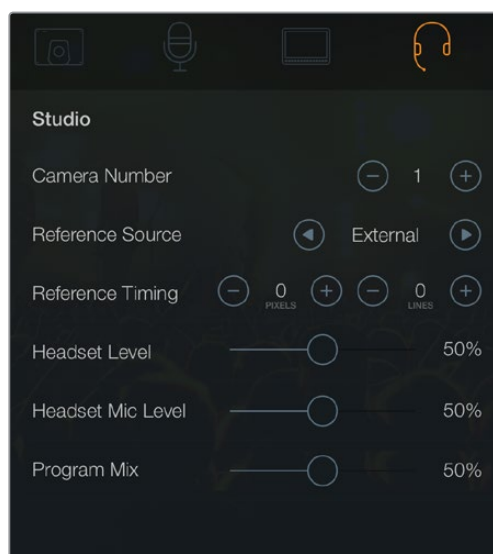 Studio
Camera Number 1
Reference Source External
Reference Timing 0 PIXELS 0 LINES
Headset Level 50%
Headset Mic Level 50%
Program Mix 50%